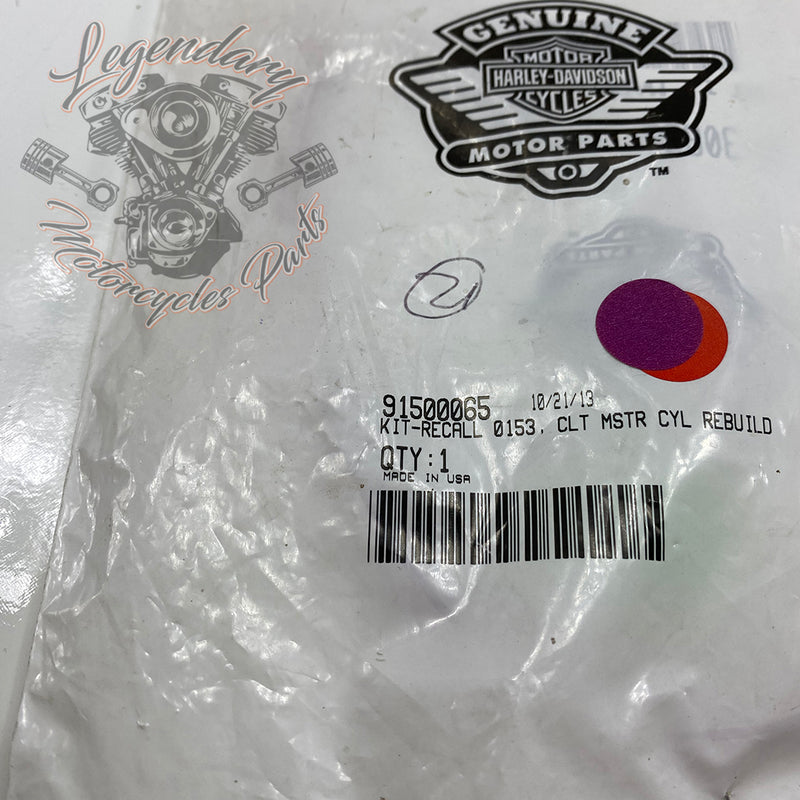 Legendary
Motorcycles Parts
GENUINE
MOTOR
HARLEY-DAVIDSON
CYCLES
MOTOR PARTS
TM
91500065 10/21/13
KIT-RECALL 0153, CLT MSTR CYL REBUILD
QTY:1
MADE IN USA